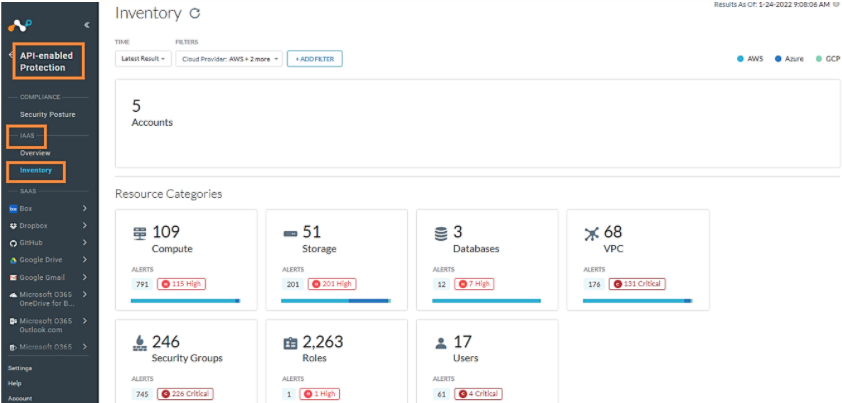 Results As Of: 1-24-2022 9:08:06 AM
Inventory
API-enabled
Protection
COMPLIANCE
Security Posture
IAAS
Overview
Inventory
SAAS
Box
Dropbox
GitHub
Google Drive
Google Gmail
Microsoft O365
OneDrive for B...
Microsoft O365
Outlook.com
Microsoft O365
Settings
Help
Account
TIME FILTERS
Latest Result Cloud Provider: AWS + 2 more + ADD FILTER
AWS Azure GCP
5
Accounts
Resource Categories
109
Compute
ALERTS
791 H 115 High
51
Storage
ALERTS
201 H 201 High
3
Databases
ALERTS
12 H 7 High
68
VPC
ALERTS
176 C 131 Critical
246
Security Groups
ALERTS
745 C 226 Critical
2,263
Roles
ALERTS
1 H 1 High
17
Users
ALERTS
61 C 4 Critical